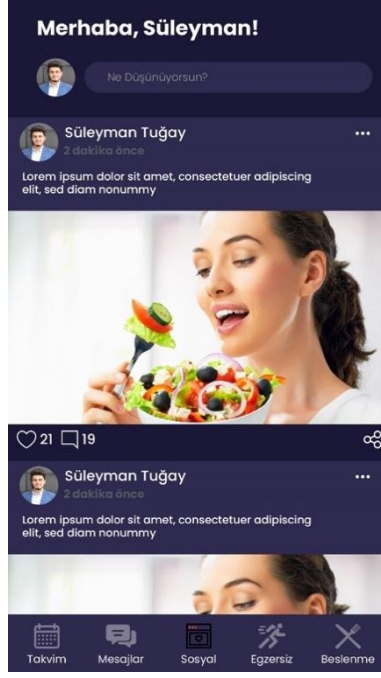 Merhaba, Süleyman!
Ne Düşünüyorsun?
Süleyman Tuğay
2 dakika önce
Lorem ipsum dolor sit amet, consectetuer adipiscing
elit, sed diam nonummy
21 19
Süleyman Tuğay
2 dakika önce
Lorem ipsum dolor sit amet, consectetuer adipiscing
elit, sed diam nonummy
Takvim Mesajlar Sosyal Egzersiz Beslenme